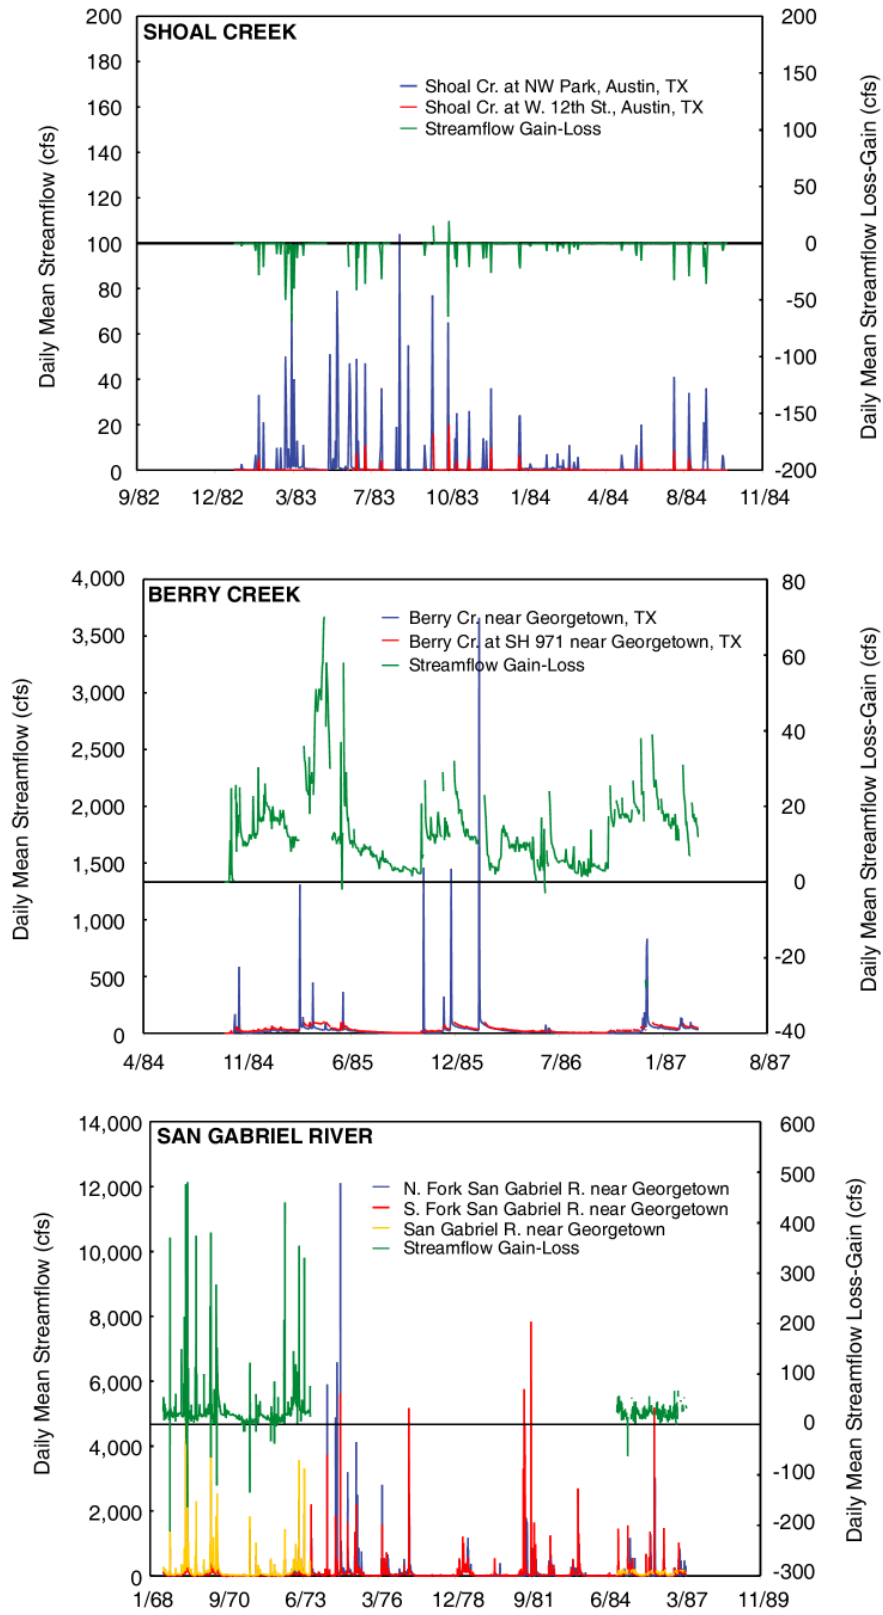 SHOAL CREEK
Daily Mean Streamflow (cfs)
200
180
160
140
120
100
80
60
40
20
0
Shoal Cr. at NW Park, Austin, TX
Shoal Cr. at W. 12th St., Austin, TX
Streamflow Gain-Loss
200
150
100
50
0
-50
-100
-150
-200
Daily Mean Streamflow Loss-Gain (cfs)
9/82 12/82 3/83 7/83 10/83 1/84 4/84 8/84 11/84
BERRY CREEK
Daily Mean Streamflow (cfs)
4,000
3,500
3,000
2,500
2,000
1,500
1,000
500
0
Berry Cr. near Georgetown, TX
Berry Cr. at SH 971 near Georgetown, TX
Streamflow Gain-Loss
80
60
40
20
0
-20
-40
Daily Mean Streamflow Loss-Gain (cfs)
4/84 11/84 6/85 12/85 7/86 1/87 8/87
SAN GABRIEL RIVER
Daily Mean Streamflow (cfs)
14,000
12,000
10,000
8,000
6,000
4,000
2,000
0
N. Fork San Gabriel R. near Georgetown
S. Fork San Gabriel R. near Georgetown
San Gabriel R. near Georgetown
Streamflow Gain-Loss
600
500
400
300
200
100
0
-100
-200
-300
Daily Mean Streamflow Loss-Gain (cfs)
1/68 9/70 6/73 3/76 12/78 9/81 6/84 3/87 11/89